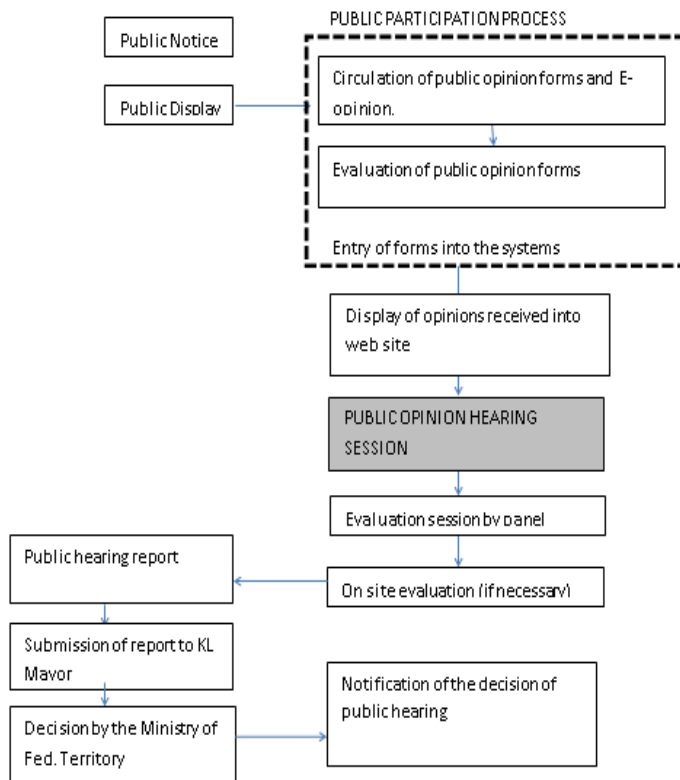 PUBLIC PARTICIPATION PROCESS
Public Notice
Public Display
Circulation of public opinion forms and E-
opinion.
Evaluation of public opinion forms
Entry of forms into the systems
Display of opinions received into
web site
PUBLIC OPINION HEARING
SESSION
Evaluation session by panel
On site evaluation (if necessary)
Public hearing report
Submission of report to KL
Mayor
Decision by the Ministry of
Fed. Territory
Notification of the decision of
public hearing